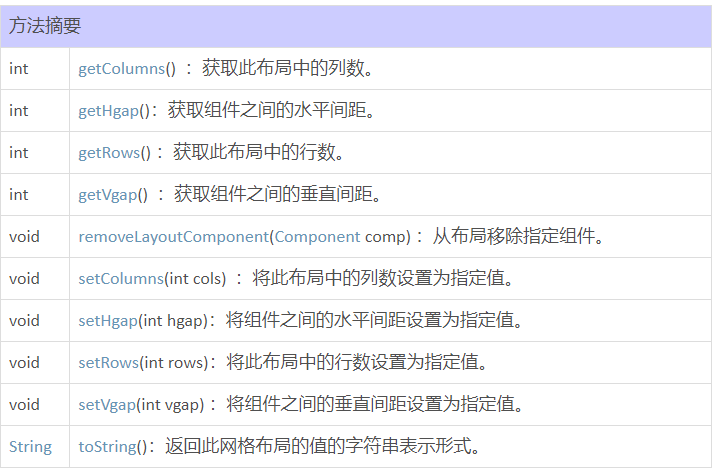 方法摘要
int getColumns() ：获取此布局中的列数。
int getHgap()：获取组件之间的水平间距。
int getRows()：获取此布局中的行数。
int getVgap() ：获取组件之间的垂直间距。
void removeLayoutComponent(Component comp)：从布局移除指定组件。
void setColumns(int cols) ：将此布局中的列数设置为指定值。
void setHgap(int hgap)：将组件之间的水平间距设置为指定值。
void setRows(int rows)：将此布局中的行数设置为指定值。
void setVgap(int vgap) ：将组件之间的垂直间距设置为指定值。
String toString()：返回此网格布局的值的字符串表示形式。